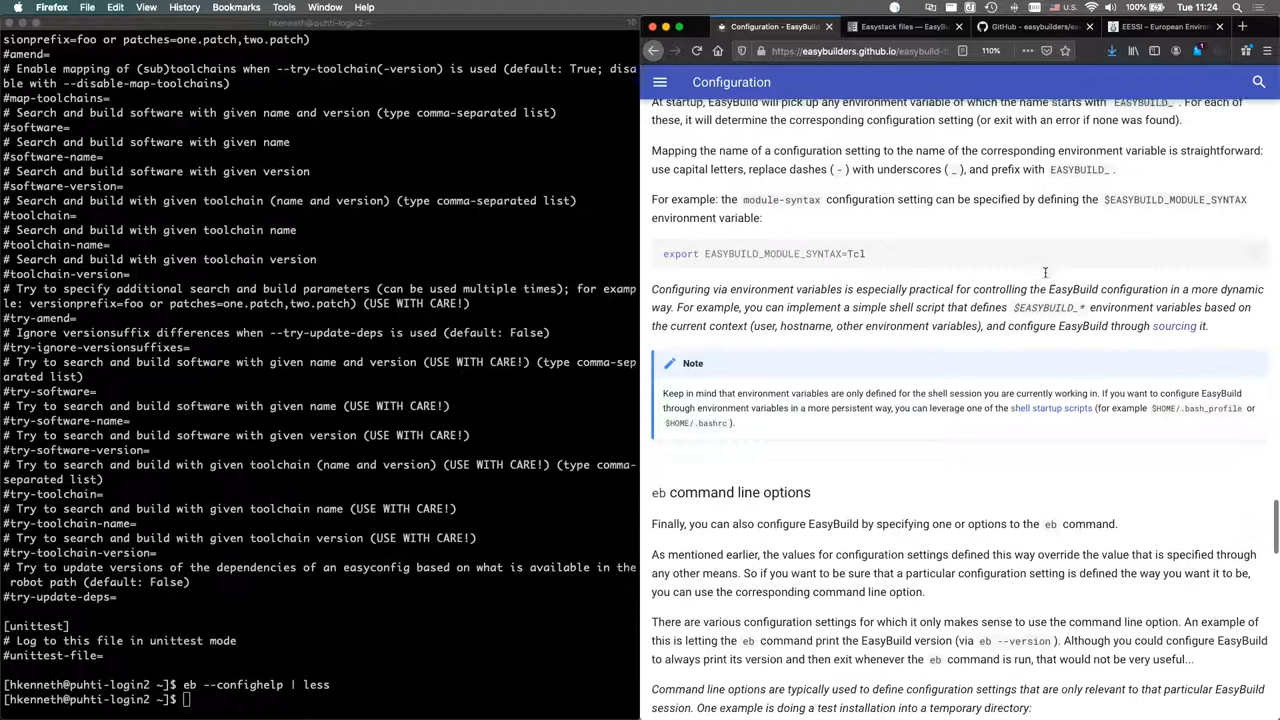 Firefox File Edit View History Bookmarks Tools Window Help
U.S. 100% Tue 11:24
hkenneth@puhti-login2:~
sionprefix=foo or patches=one.patch,two.patch)
#amend=
# Enable mapping of (sub)toolchains when --try-toolchain(-version) is used (default: True; disa
ble with --disable-map-toolchains)
#map-toolchains=
# Search and build software with given name and version (type comma-separated list)
#software=
# Search and build software with given name
#software-name=
# Search and build software with given version
#software-version=
# Search and build with given toolchain (name and version) (type comma-separated list)
#toolchain=
# Search and build with given toolchain name
#toolchain-name=
# Search and build with given toolchain version
#toolchain-version=
# Try to specify additional search and build parameters (can be used multiple times); for examp
le: versionprefix=foo or patches=one.patch,two.patch) (USE WITH CARE!)
#try-amend=
# Ignore versionsuffix differences when --try-update-deps is used (default: False)
#try-ignore-versionsuffixes=
# Try to search and build software with given name and version (USE WITH CARE!) (type comma-sep
arated list)
#try-software=
# Try to search and build software with given name (USE WITH CARE!)
#try-software-name=
# Try to search and build software with given version (USE WITH CARE!)
#try-software-version=
# Try to search and build with given toolchain (name and version) (USE WITH CARE!) (type comma-
separated list)
#try-toolchain=
# Try to search and build with given toolchain name (USE WITH CARE!)
#try-toolchain-name=
# Try to search and build with given toolchain version (USE WITH CARE!)
#try-toolchain-version=
# Try to update versions of the dependencies of an easyconfig based on what is available in the
robot path (default: False)
#try-update-deps=
[unittest]
# Log to this file in unittest mode
#unittest-file=
[hkenneth@puhti-login2 ~]$ eb --confighelp | less
[hkenneth@puhti-login2 ~]$
Configuration - EasyBuild
Easystack files — EasyB
GitHub - easybuilders/eas
EESSI – European Environ
https://easybuilders.github.io/easybuild-t 110%
Configuration
At startup, EasyBuild will pick up any environment variable of which the name starts with EASYBUILD_ . For each of
these, it will determine the corresponding configuration setting (or exit with an error if none was found).
Mapping the name of a configuration setting to the name of the corresponding environment variable is straightforward:
use capital letters, replace dashes ( - ) with underscores ( _ ), and prefix with EASYBUILD_ .
For example: the module-syntax configuration setting can be specified by defining the $EASYBUILD_MODULE_SYNTAX
environment variable:
export EASYBUILD_MODULE_SYNTAX=Tcl
Configuring via environment variables is especially practical for controlling the EasyBuild configuration in a more dynamic
way. For example, you can implement a simple shell script that defines $EASYBUILD_* environment variables based on
the current context (user, hostname, other environment variables), and configure EasyBuild through sourcing it.
Note
Keep in mind that environment variables are only defined for the shell session you are currently working in. If you want to configure EasyBuild
through environment variables in a more persistent way, you can leverage one of the shell startup scripts (for example $HOME/.bash_profile or
$HOME/.bashrc ).
eb command line options
Finally, you can also configure EasyBuild by specifying one or options to the eb command.
As mentioned earlier, the values for configuration settings defined this way override the value that is specified through
any other means. So if you want to be sure that a particular configuration setting is defined the way you want it to be,
you can use the corresponding command line option.
There are various configuration settings for which it only makes sense to use the command line option. An example of
this is letting the eb command print the EasyBuild version (via eb --version ). Although you could configure EasyBuild
to always print its version and then exit whenever the eb command is run, that would not be very useful...
Command line options are typically used to define configuration settings that are only relevant to that particular EasyBuild
session. One example is doing a test installation into a temporary directory: